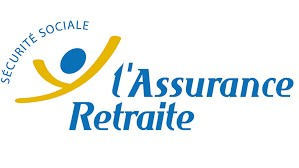 SÉCURITÉ SOCIALE
l'Assurance
Retraite